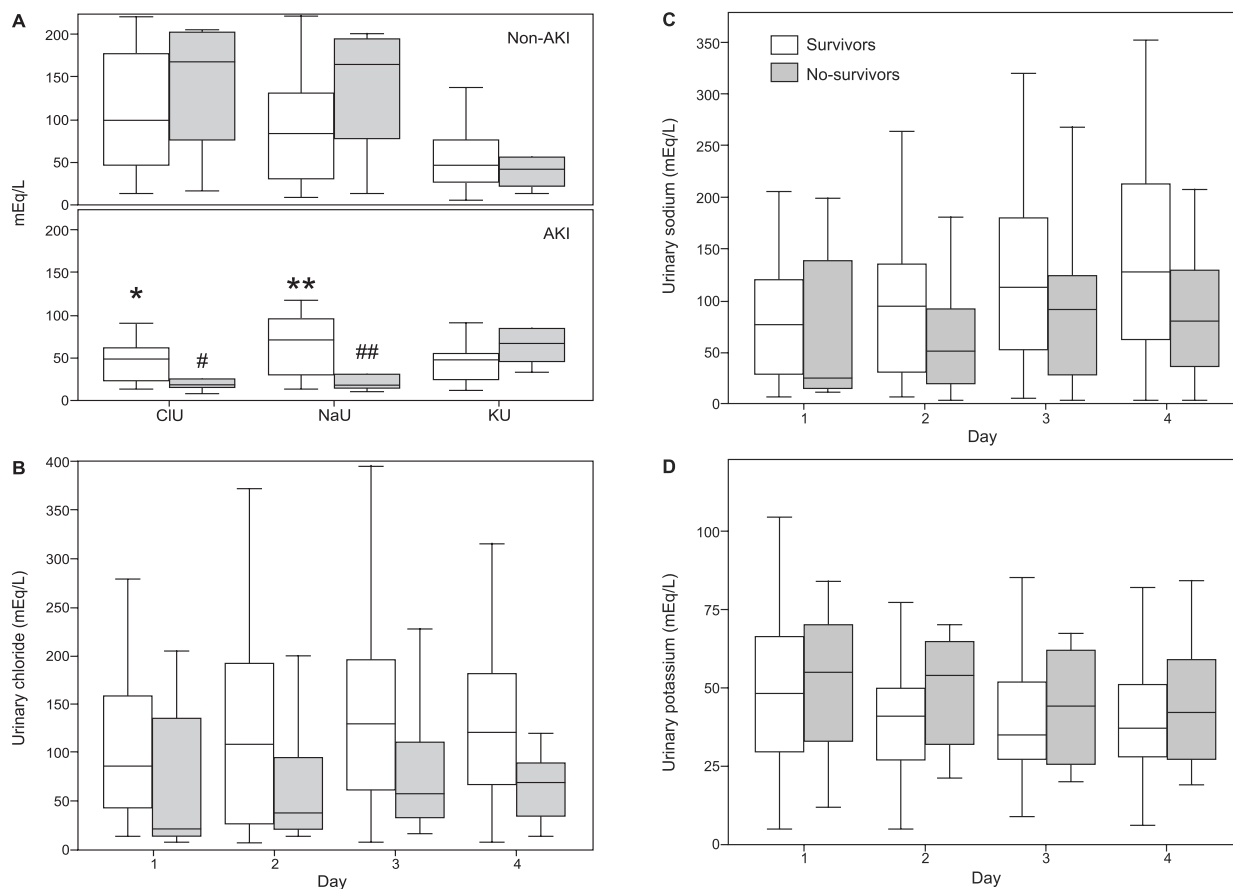 A
Non-AKI
200
150
100
50
0
mEq/L
AKI
200
150
100
50
0
*
#
**
##
ClU
NaU
KU
B
400
350
300
250
200
150
100
50
0
Urinary chloride (mEq/L)
1
2
3
4
Day
C
Survivors
No-survivors
350
300
250
200
150
100
50
0
Urinary sodium (mEq/L)
1
2
3
4
Day
D
100
75
50
25
0
Urinary potassium (mEq/L)
1
2
3
4
Day